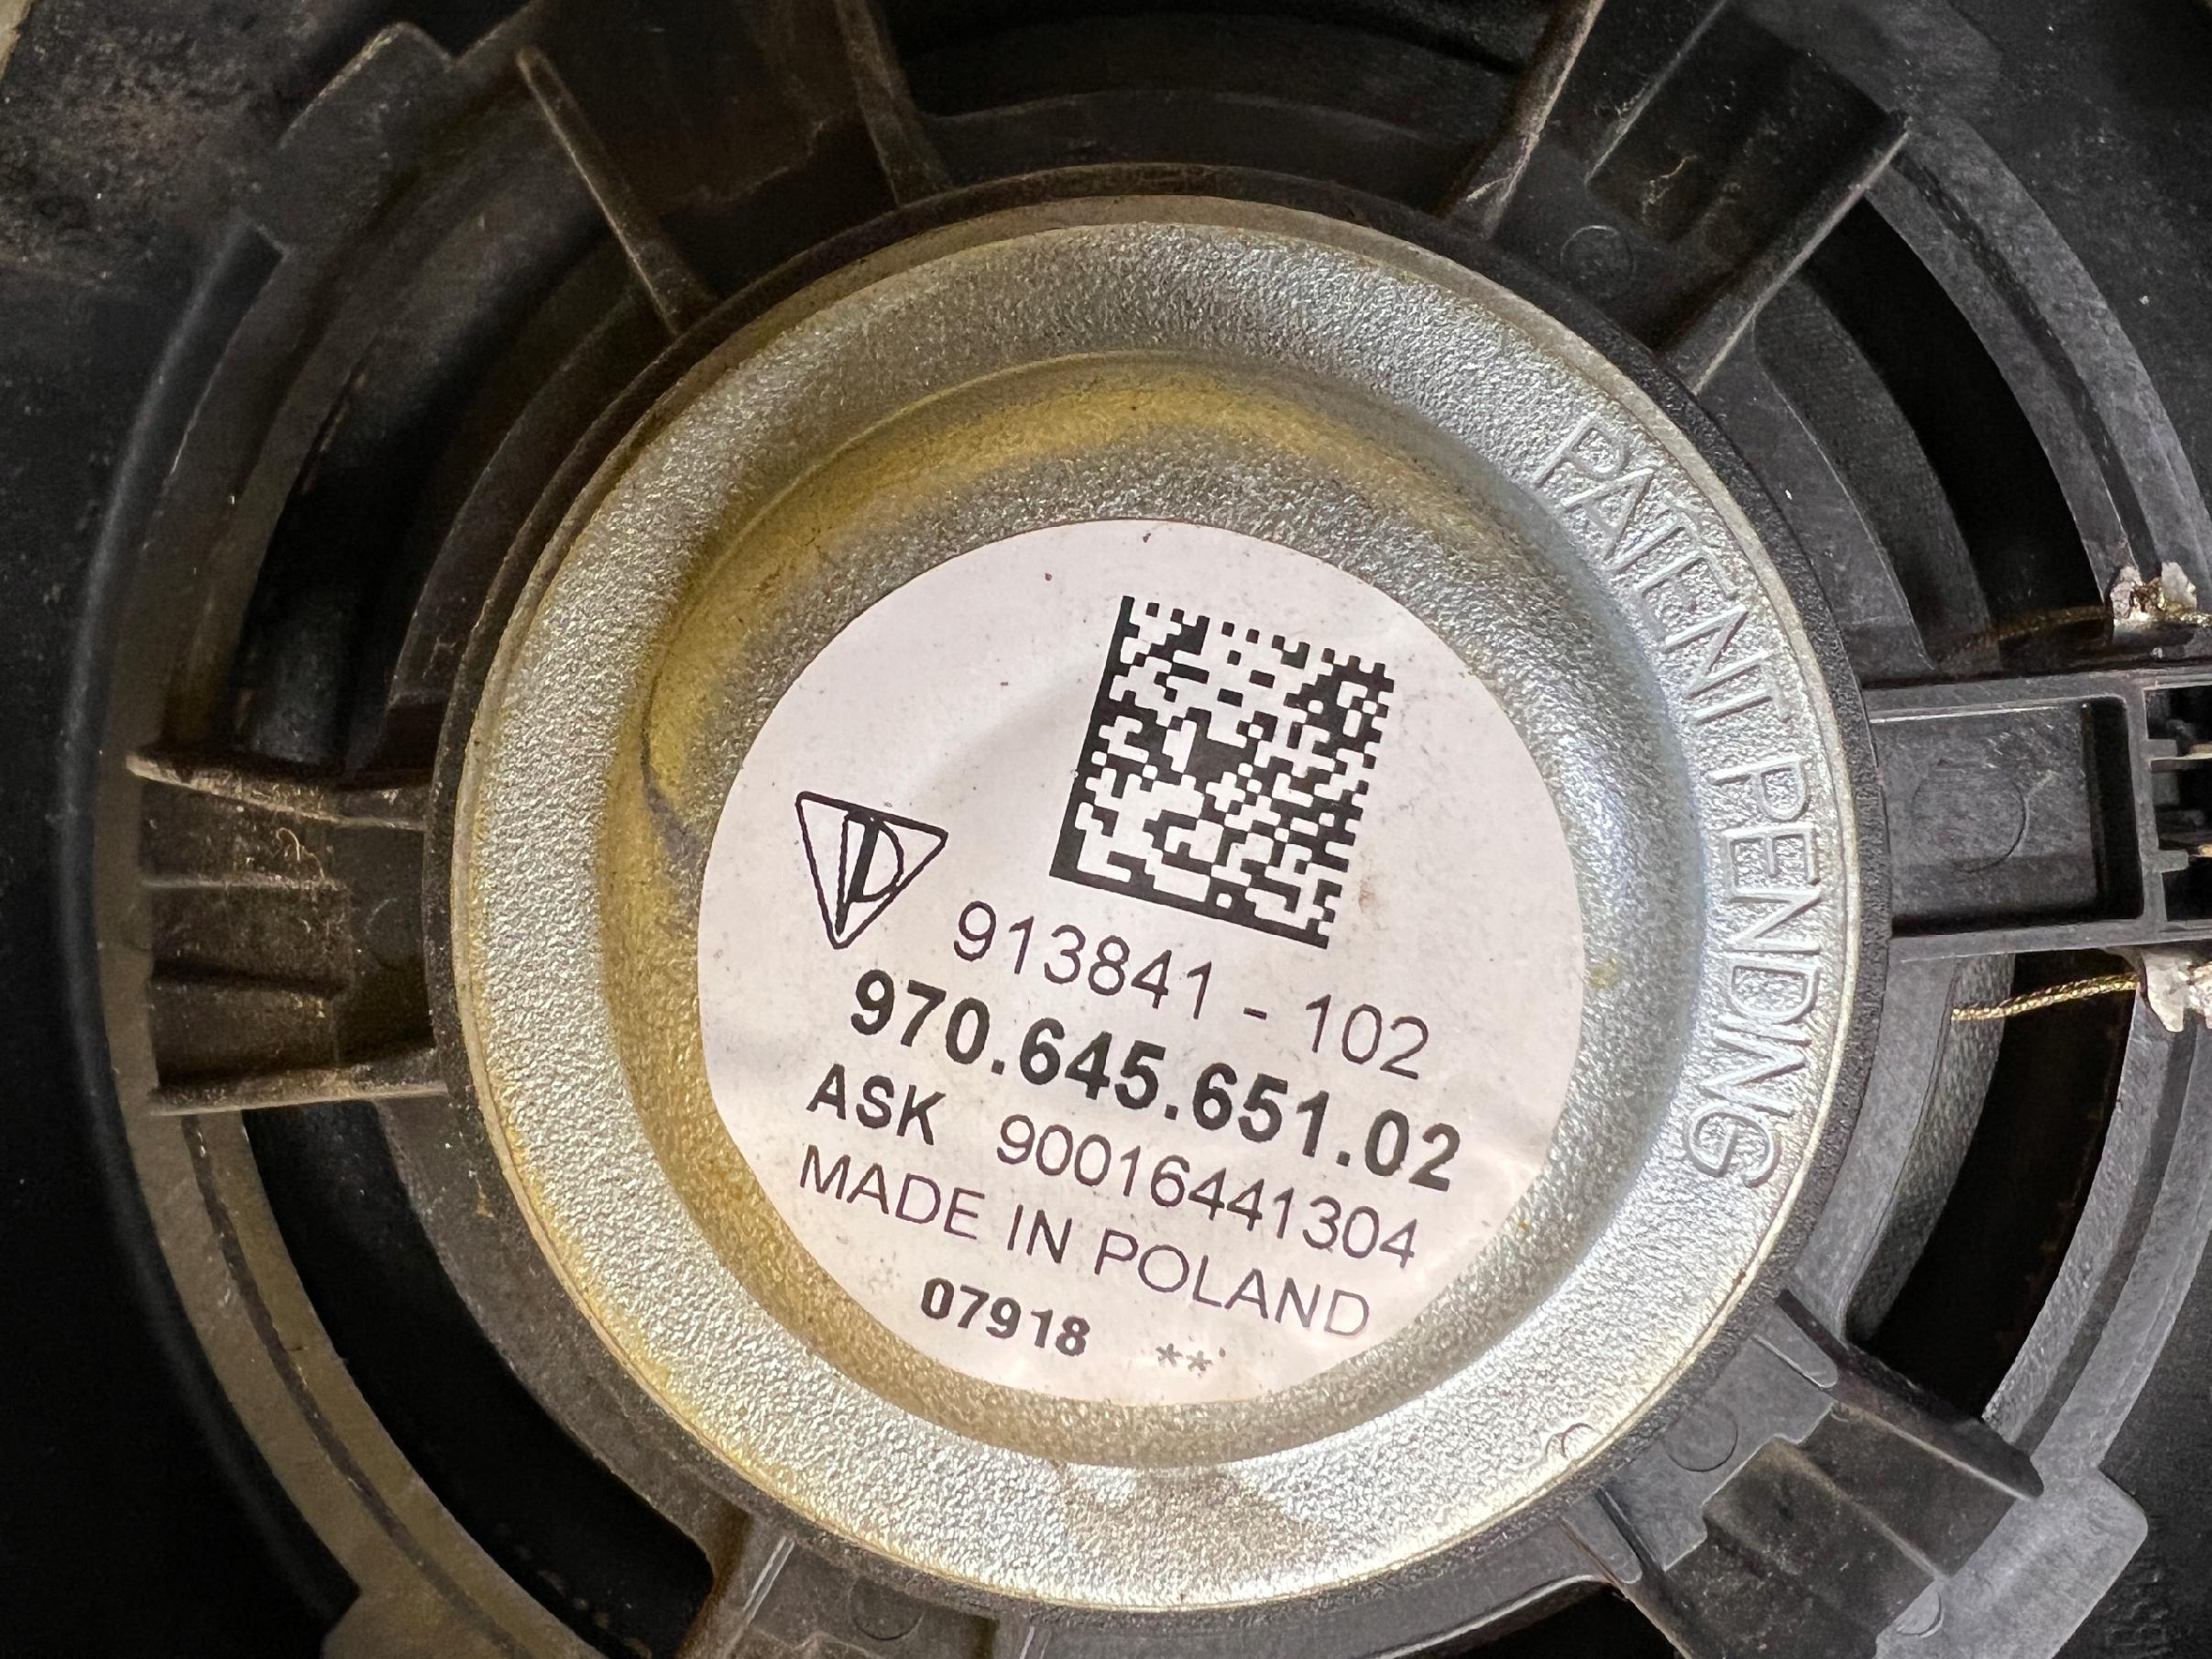 PATENT PENDING
913841 - 102
970.645.651.02
ASK 90016441304
MADE IN POLAND
07918 **